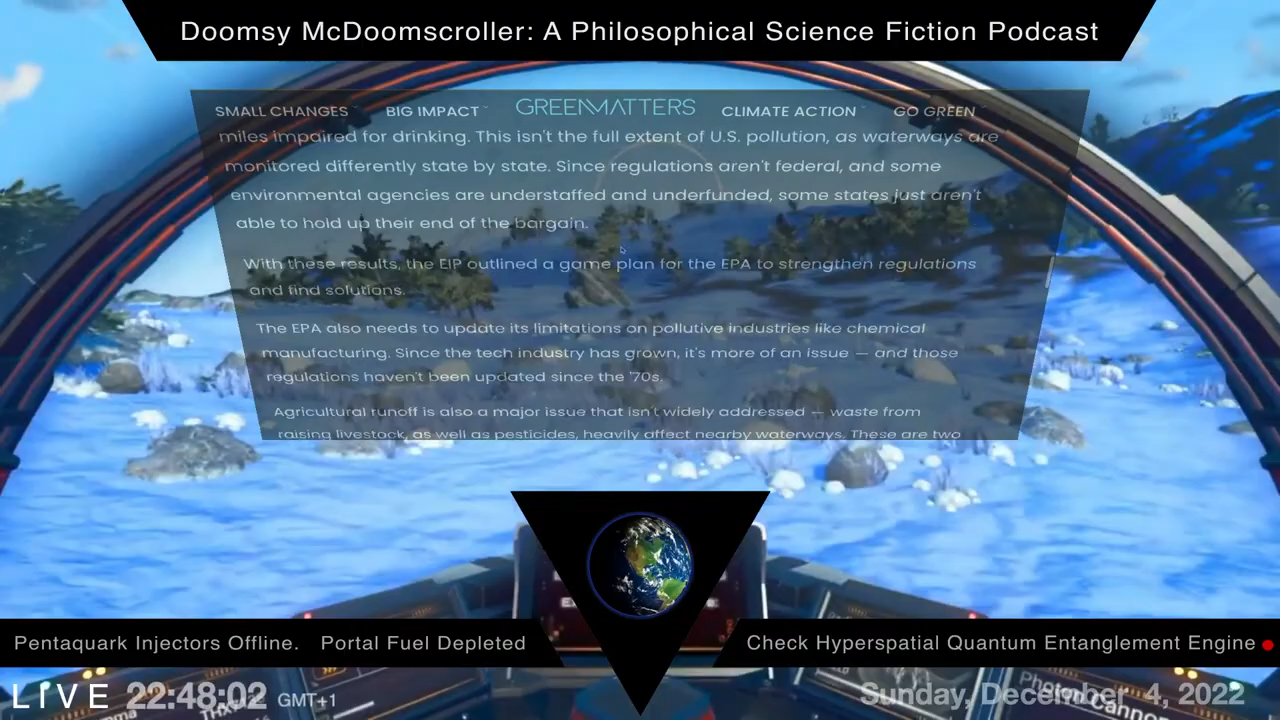 Doomsy McDoomscroller: A Philosophical Science Fiction Podcast
SMALL CHANGES BIG IMPACT GREENMATTERS CLIMATE ACTION GO GREEN
miles impaired for drinking. This isn't the full extent of U.S. pollution, as waterways are
monitored differently state by state. Since regulations aren't federal, and some
environmental agencies are understaffed and underfunded, some states just aren't
able to hold up their end of the bargain.
With these results, the EIP outlined a game plan for the EPA to strengthen regulations
and find solutions.
The EPA also needs to update its limitations on pollutive industries like chemical
manufacturing. Since the tech industry has grown, it's more of an issue — and those
regulations haven't been updated since the '70s.
Agricultural runoff is also a major issue that isn't widely addressed — waste from
raising livestock, as well as pesticides, heavily affect nearby waterways. These are two
Pentaquark Injectors Offline. Portal Fuel Depleted
Check Hyperspatial Quantum Entanglement Engine
LIVE 22:48:02 GMT+1
Sunday, December 4, 2022